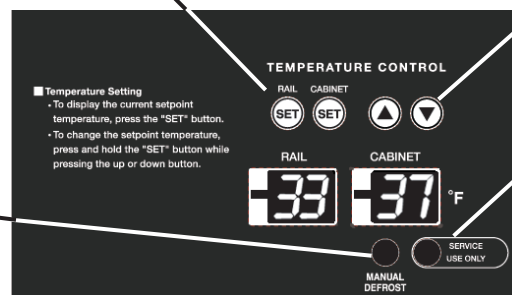 TEMPERATURE CONTROL
■ Temperature Setting
• To display the current setpoint
temperature, press the "SET" button.
• To change the setpoint temperature,
press and hold the "SET" button while
pressing the up or down button.
RAIL CABINET
SET SET
RAIL CABINET
-33 -37 °F
SERVICE
USE ONLY
MANUAL
DEFROST